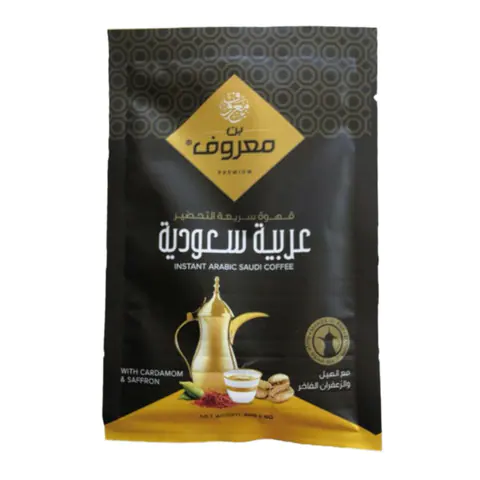 بن
معروف®
PREMIUM
قهوة سريعة التحضير
عربية سعودية
INSTANT ARABIC SAUDI COFFEE
WITH CARDAMOM
& SAFFRON
مع الهيل
والزعفران الفاخر